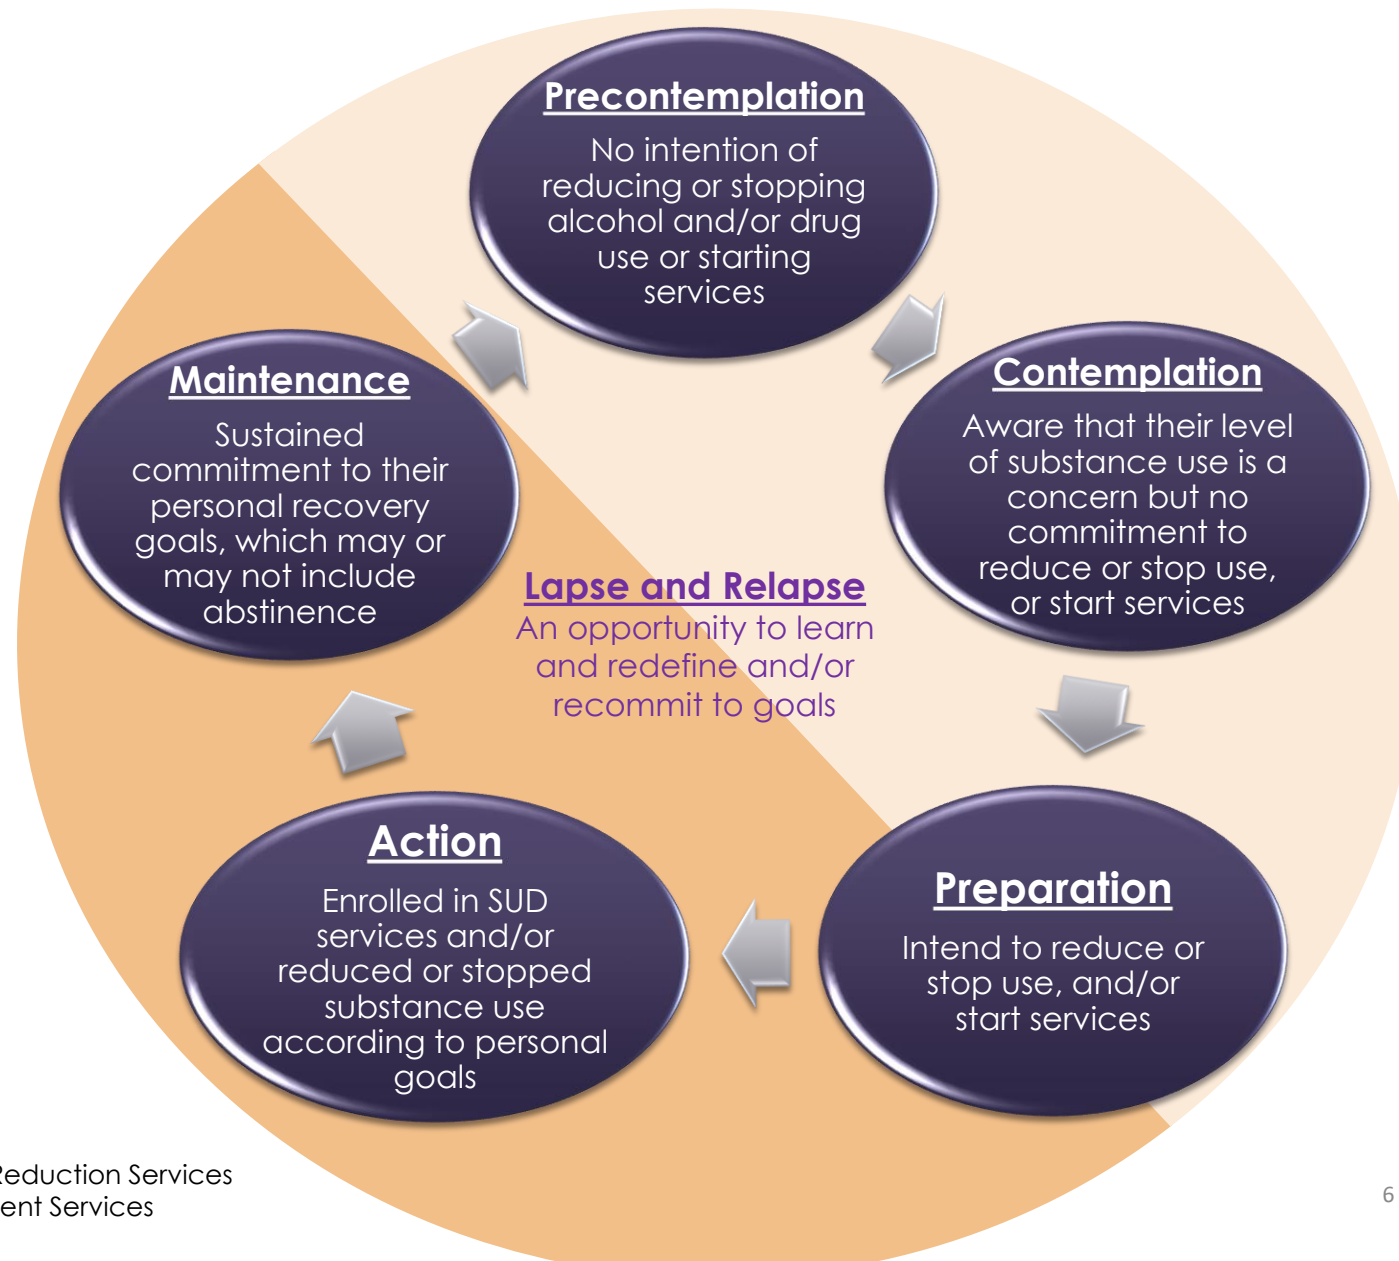 Precontemplation
No intention of
reducing or stopping
alcohol and/or drug
use or starting
services
Contemplation
Aware that their level
of substance use is a
concern but no
commitment to
reduce or stop use,
or start services
Preparation
Intend to reduce or
stop use, and/or
start services
Action
Enrolled in SUD
services and/or
reduced or stopped
substance use
according to personal
goals
Maintenance
Sustained
commitment to their
personal recovery
goals, which may or
may not include
abstinence
Lapse and Relapse
An opportunity to learn
and redefine and/or
recommit to goals
Reduction Services
ent Services
6